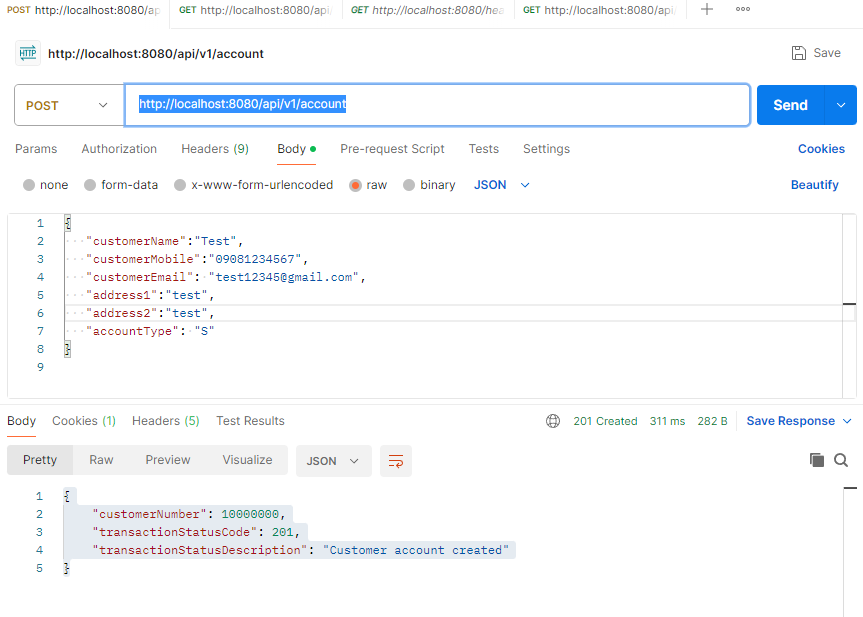 POST http://localhost:8080/ap GET http://localhost:8080/api GET http://localhost:8080/hea GET http://localhost:8080/api
HTTP http://localhost:8080/api/v1/account Save
POST http://localhost:8080/api/v1/account Send
Params Authorization Headers (9) Body Pre-request Script Tests Settings Cookies
none form-data x-www-form-urlencoded raw binary JSON Beautify
1 {
2 "customerName":"Test",
3 "customerMobile":"09081234567",
4 "customerEmail": "test12345@gmail.com",
5 "address1":"test",
6 "address2":"test",
7 "accountType": "S"
8 }
9
Body Cookies (1) Headers (5) Test Results 201 Created 311 ms 282 B Save Response
Pretty Raw Preview Visualize JSON
1 {
2 "customerNumber": 10000000,
3 "transactionStatusCode": 201,
4 "transactionStatusDescription": "Customer account created"
5 }